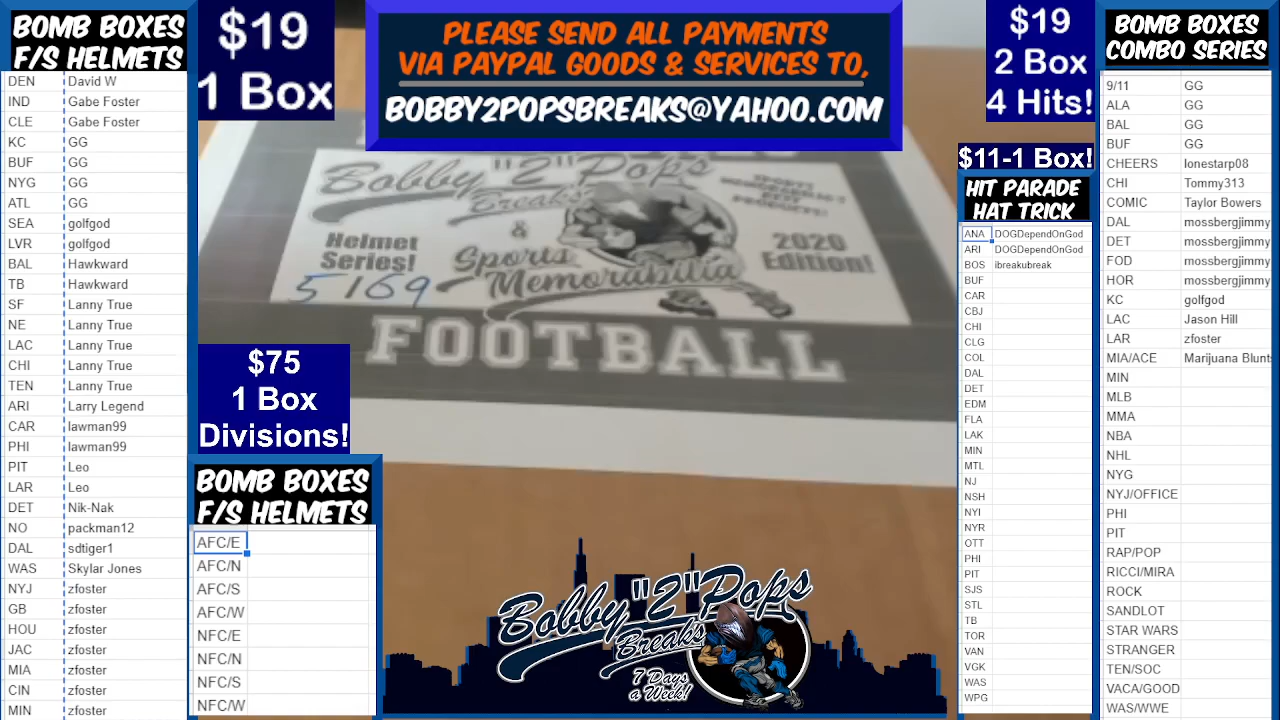 BOMB BOXES
F/S HELMETS
DEN David W
IND Gabe Foster
CLE Gabe Foster
KC GG
BUF GG
NYG GG
ATL GG
SEA golfgod
LVR golfgod
BAL Hawkward
TB Hawkward
SF Lanny True
NE Lanny True
LAC Lanny True
CHI Lanny True
TEN Lanny True
ARI Larry Legend
CAR lawman99
PHI lawman99
PIT Leo
LAR Leo
DET Nik-Nak
NO packman12
DAL sdtiger1
WAS Skylar Jones
NYJ zfoster
GB zfoster
HOU zfoster
JAC zfoster
MIA zfoster
CIN zfoster
MIN zfoster
$19
1 Box
$75
1 Box
Divisions!
BOMB BOXES
F/S HELMETS
AFC/E
AFC/N
AFC/S
AFC/W
NFC/E
NFC/N
NFC/S
NFC/W
PLEASE SEND ALL PAYMENTS
VIA PAYPAL GOODS & SERVICES TO,
BOBBY2POPSBREAKS@YAHOO.COM
Bobby "2" Pops
Breaks
&
Sports
Memorabilia
Helmet
Series!
5169
2020
Edition!
FOOTBALL
Bobby "2" Pops
Breaks
7 Days
a Week!
$19
2 Box
4 Hits!
$11-1 Box!
HIT PARADE
HAT TRICK
ANA DOGDependOnGod
ARI DOGDependOnGod
BOS ibreakubreak
BUF
CAR
CBJ
CHI
CLG
COL
DAL
DET
EDM
FLA
LAK
MIN
MTL
NJ
NSH
NYI
NYR
OTT
PHI
PIT
SJS
STL
TB
TOR
VAN
VGK
WAS
WPG
BOMB BOXES
COMBO SERIES
9/11 GG
ALA GG
BAL GG
BUF GG
CHEERS lonestarp08
CHI Tommy313
COMIC Taylor Bowers
DAL mossbergjimmy
DET mossbergjimmy
FOD mossbergjimmy
HOR mossbergjimmy
KC golfgod
LAC Jason Hill
LAR zfoster
MIA/ACE Marijuana Blunts
MIN
MLB
MMA
NBA
NHL
NYG
NYJ/OFFICE
PHI
PIT
RAP/POP
RICCI/MIRA
ROCK
SANDLOT
STAR WARS
STRANGER
TEN/SOC
VACA/GOOD
WAS/WWE